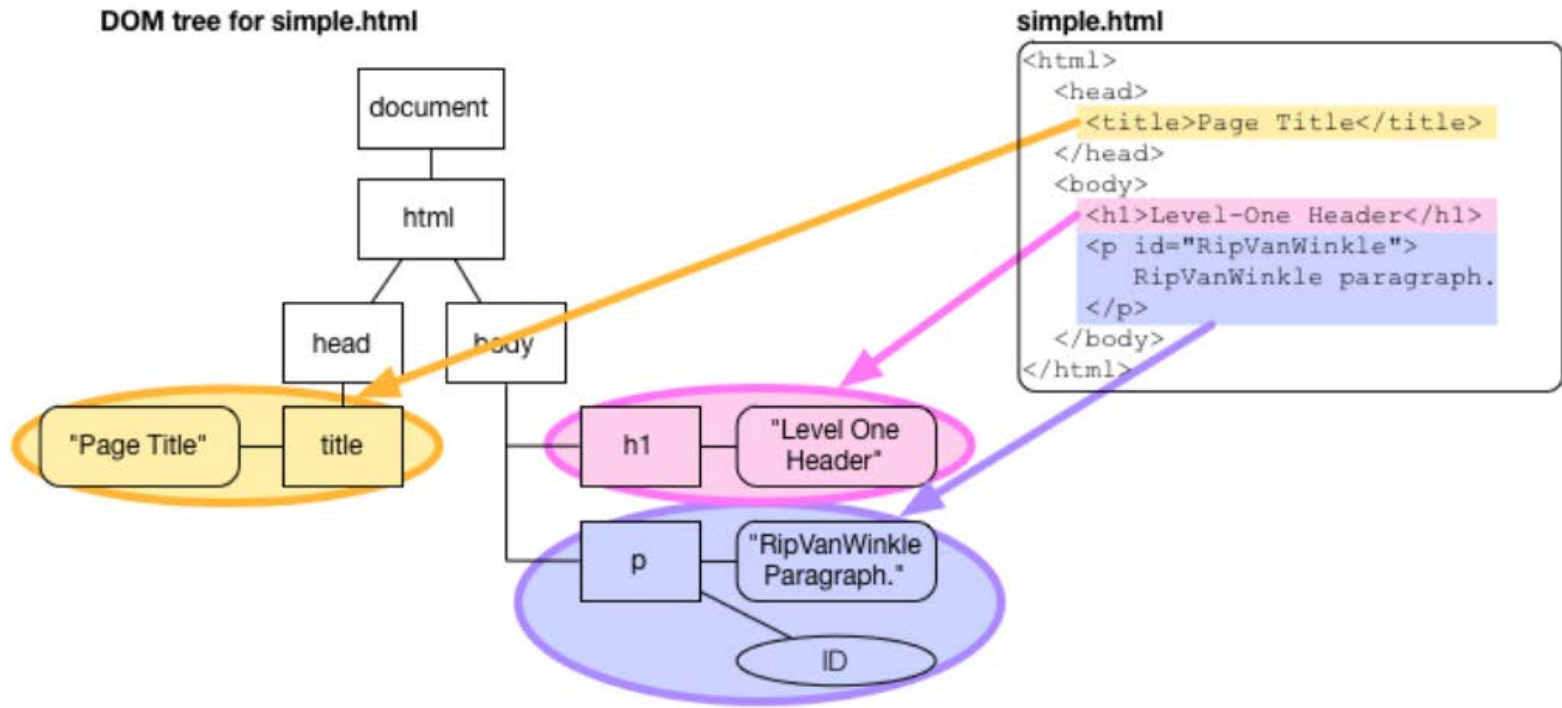 DOM tree for simple.html
document
html
head
body
"Page Title"
title
h1
"Level One
Header"
p
"RipVanWinkle
Paragraph."
ID
simple.html
<html>
<head>
<title>Page Title</title>
</head>
<body>
<h1>Level-One Header</h1>
<p id="RipVanWinkle">
RipVanWinkle paragraph.
</p>
</body>
</html>